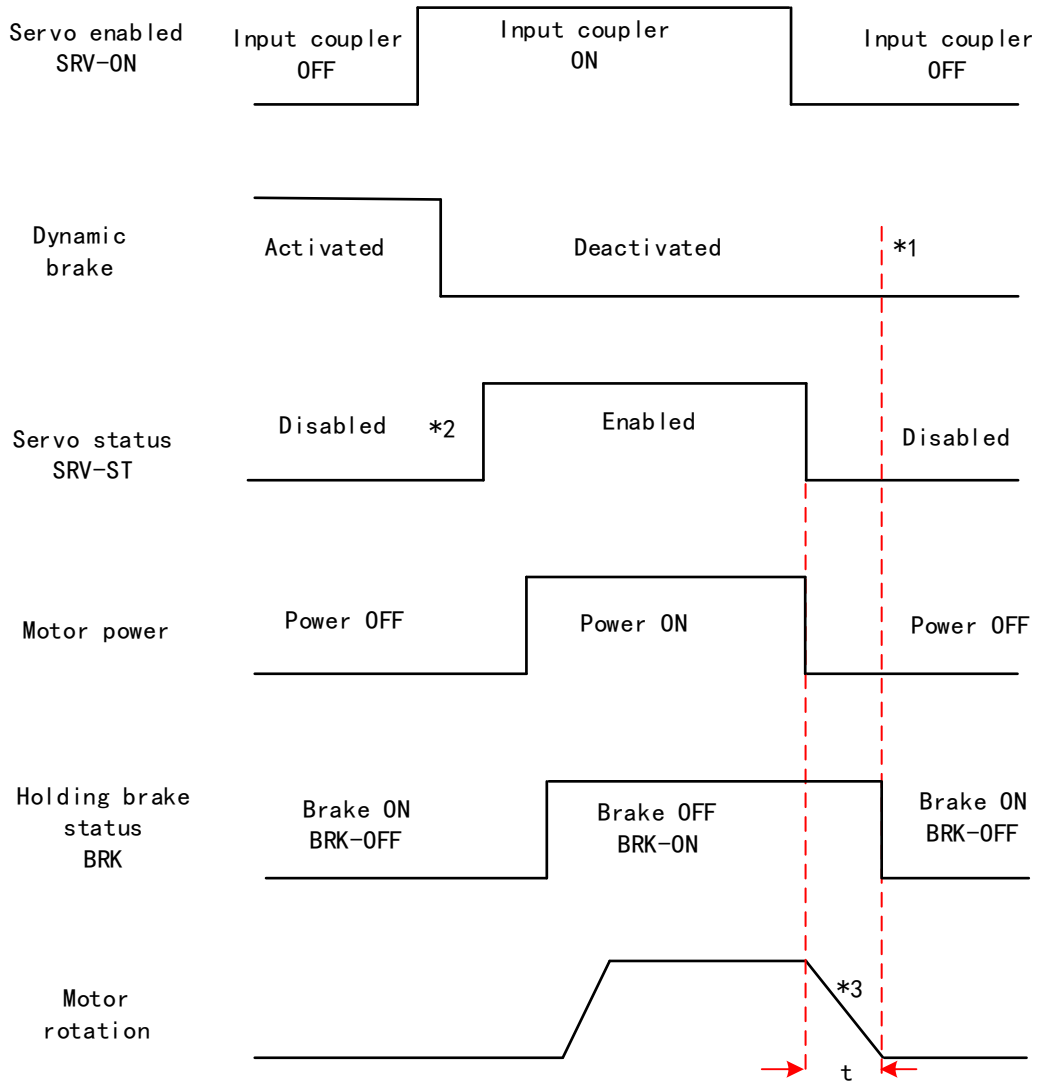 Servo enabled
SRV-ON
Input coupler
OFF
Input coupler
ON
Input coupler
OFF
Dynamic
brake
Activated
Deactivated
*1
Servo status
SRV-ST
Disabled
*2
Enabled
Disabled
Motor power
Power OFF
Power ON
Power OFF
Holding brake
status
BRK
Brake ON
BRK-OFF
Brake OFF
BRK-ON
Brake ON
BRK-OFF
Motor
rotation
*3
t